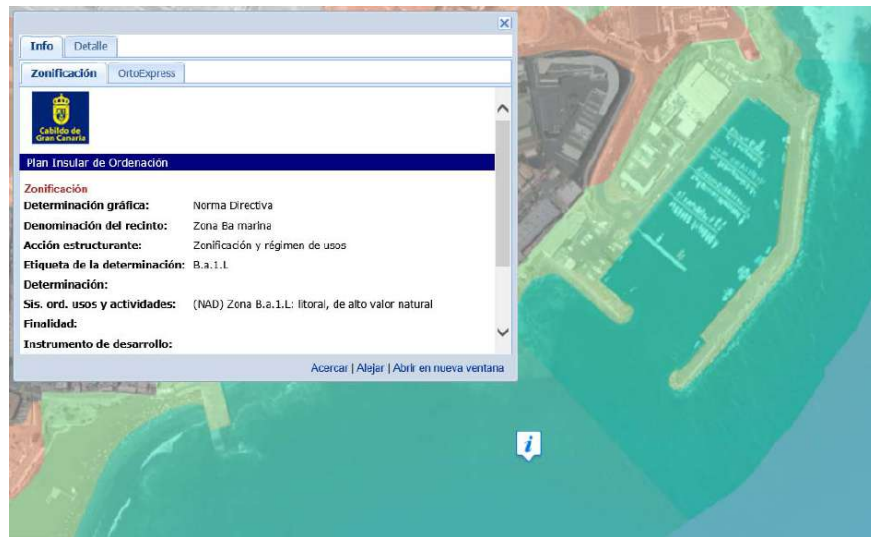 Info Detalle
Zonificación OrtoExpress
Cabildo de
Gran Canaria
Plan Insular de Ordenación
Zonificación
Determinación gráfica: Norma Directiva
Denominación del recinto: Zona Ba marina
Acción estructurante: Zonificación y régimen de usos
Etiqueta de la determinación: B.a.1.L
Determinación:
Sis. ord. usos y actividades: (NAD) Zona B.a.1.L: litoral, de alto valor natural
Finalidad:
Instrumento de desarrollo:
Acercar | Alejar | Abrir en nueva ventana
i